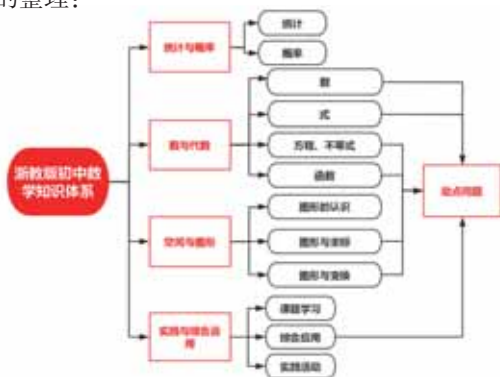 的整理：
统计与概率
统计
概率
数与代数
数
式
方程、不等式
函数
浙教版初中数
学知识体系
动点问题
空间与图形
图形的认识
图形与坐标
图形与变换
实践与综合应
用
课题学习
综合应用
实践活动